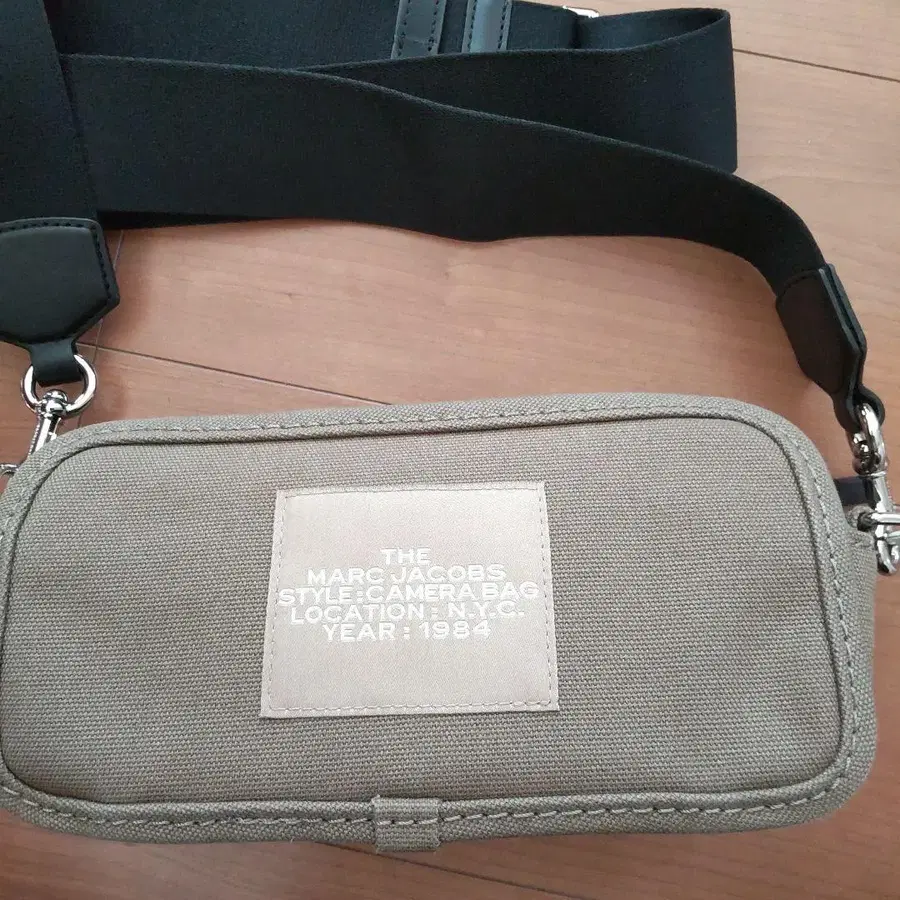 THE
MARC JACOBS
STYLE:CAMERA BAG
LOCATION: N.Y.C.
YEAR: 1984